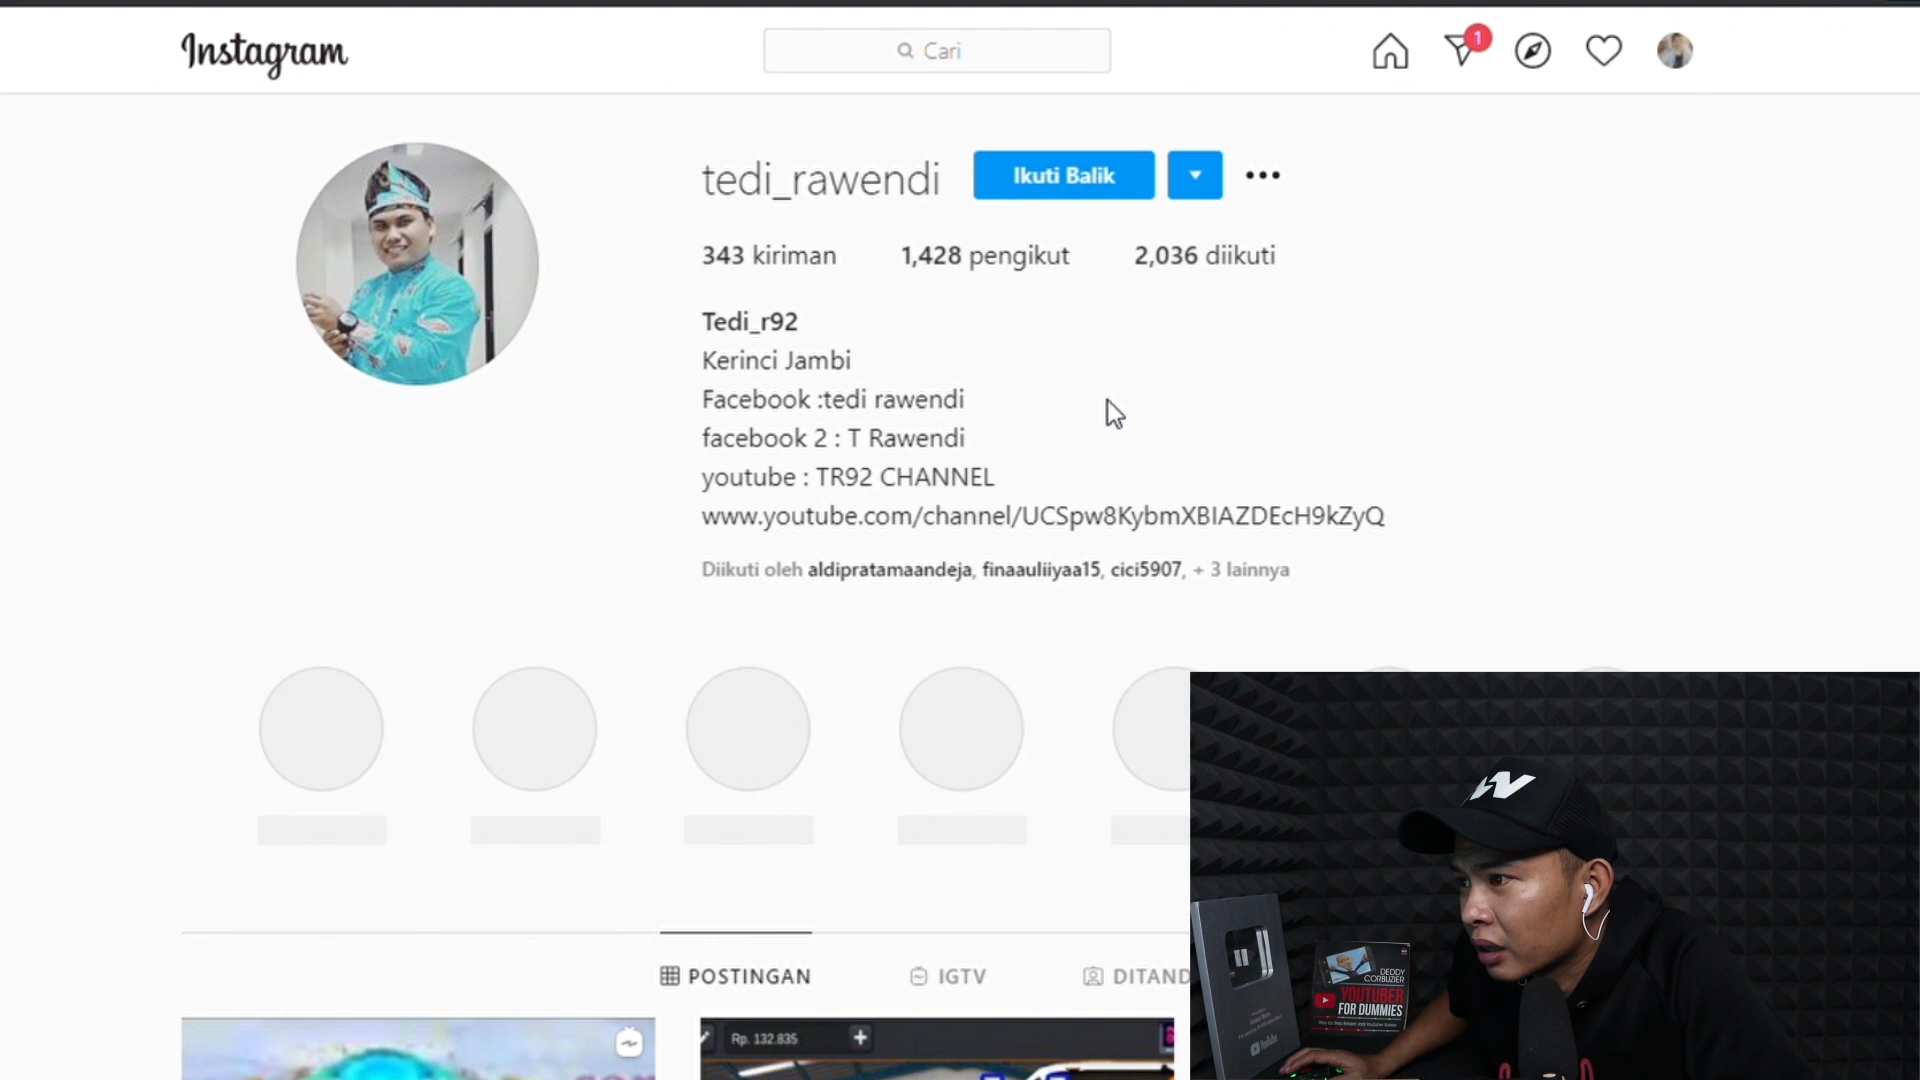 Instagram
Cari
1
tedi_rawendi
Ikuti Balik
343 kiriman 1,428 pengikut 2,036 diikuti
Tedi_r92
Kerinci Jambi
Facebook :tedi rawendi
facebook 2 : T Rawendi
youtube : TR92 CHANNEL
www.youtube.com/channel/UCSpw8KybmXBIAZDEcH9kZyQ
Diikuti oleh aldipratamaandeja, finaauliiyaa15, cici5907, + 3 lainnya
POSTINGAN IGTV DITAND
Rp. 132.835
DEDDY
CORBUZIER
YOUTUBER
FOR DUMMIES
YouTube